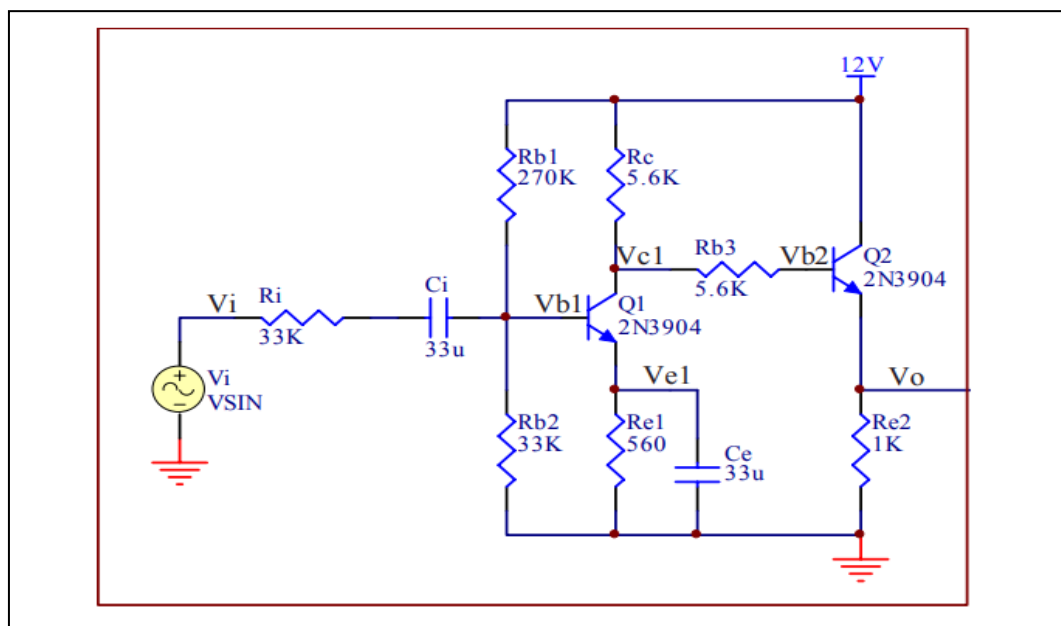 12V
Rb1
270K
Rc
5.6K
Vc1
Rb3
5.6K
Vb2
Q2
2N3904
Vi
Ri
33K
Ci
33u
Vb1
Q1
2N3904
Vi
VSIN
Ve1
Vo
Rb2
33K
Re1
560
Ce
33u
Re2
1K